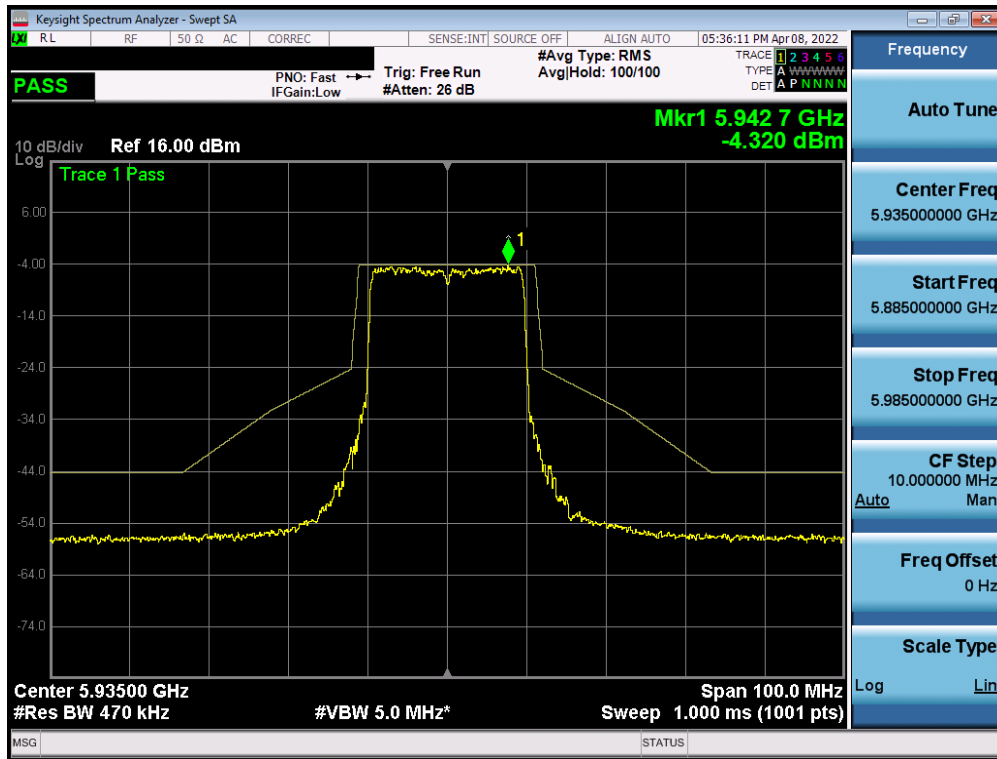 Keysight Spectrum Analyzer - Swept SA
LXI RL RF 50 Ω AC CORREC SENSE:INT SOURCE OFF ALIGN AUTO 05:36:11 PM Apr 08, 2022
PASS
PNO: Fast
IFGain:Low
Trig: Free Run
#Atten: 26 dB
#Avg Type: RMS
Avg|Hold: 100/100
TRACE 1 2 3 4 5 6
TYPE A WWWWW
DET A P N N N N
Mkr1 5.942 7 GHz
-4.320 dBm
10 dB/div Ref 16.00 dBm
Log
Trace 1 Pass
1
6.00
-4.00
-14.0
-24.0
-34.0
-44.0
-54.0
-64.0
-74.0
Center 5.93500 GHz Span 100.0 MHz
#Res BW 470 kHz #VBW 5.0 MHz* Sweep 1.000 ms (1001 pts)
MSG STATUS
Frequency
Auto Tune
Center Freq
5.935000000 GHz
Start Freq
5.885000000 GHz
Stop Freq
5.985000000 GHz
CF Step
10.000000 MHz
Auto Man
Freq Offset
0 Hz
Scale Type
Log Lin